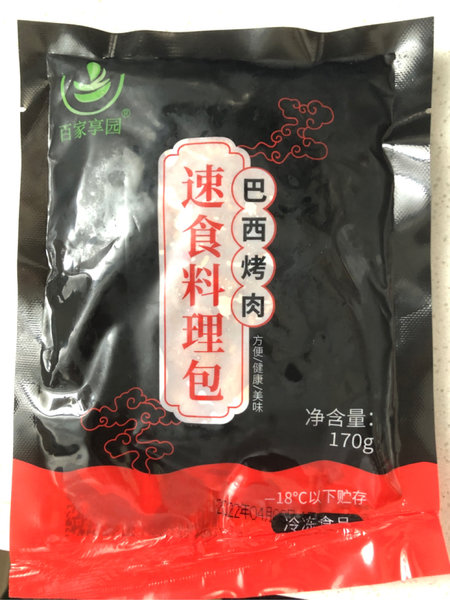 百家享园®
速食料理包
巴西烤肉
方便/健康/美味
净含量:
170g
-18℃以下贮存
冷冻食品